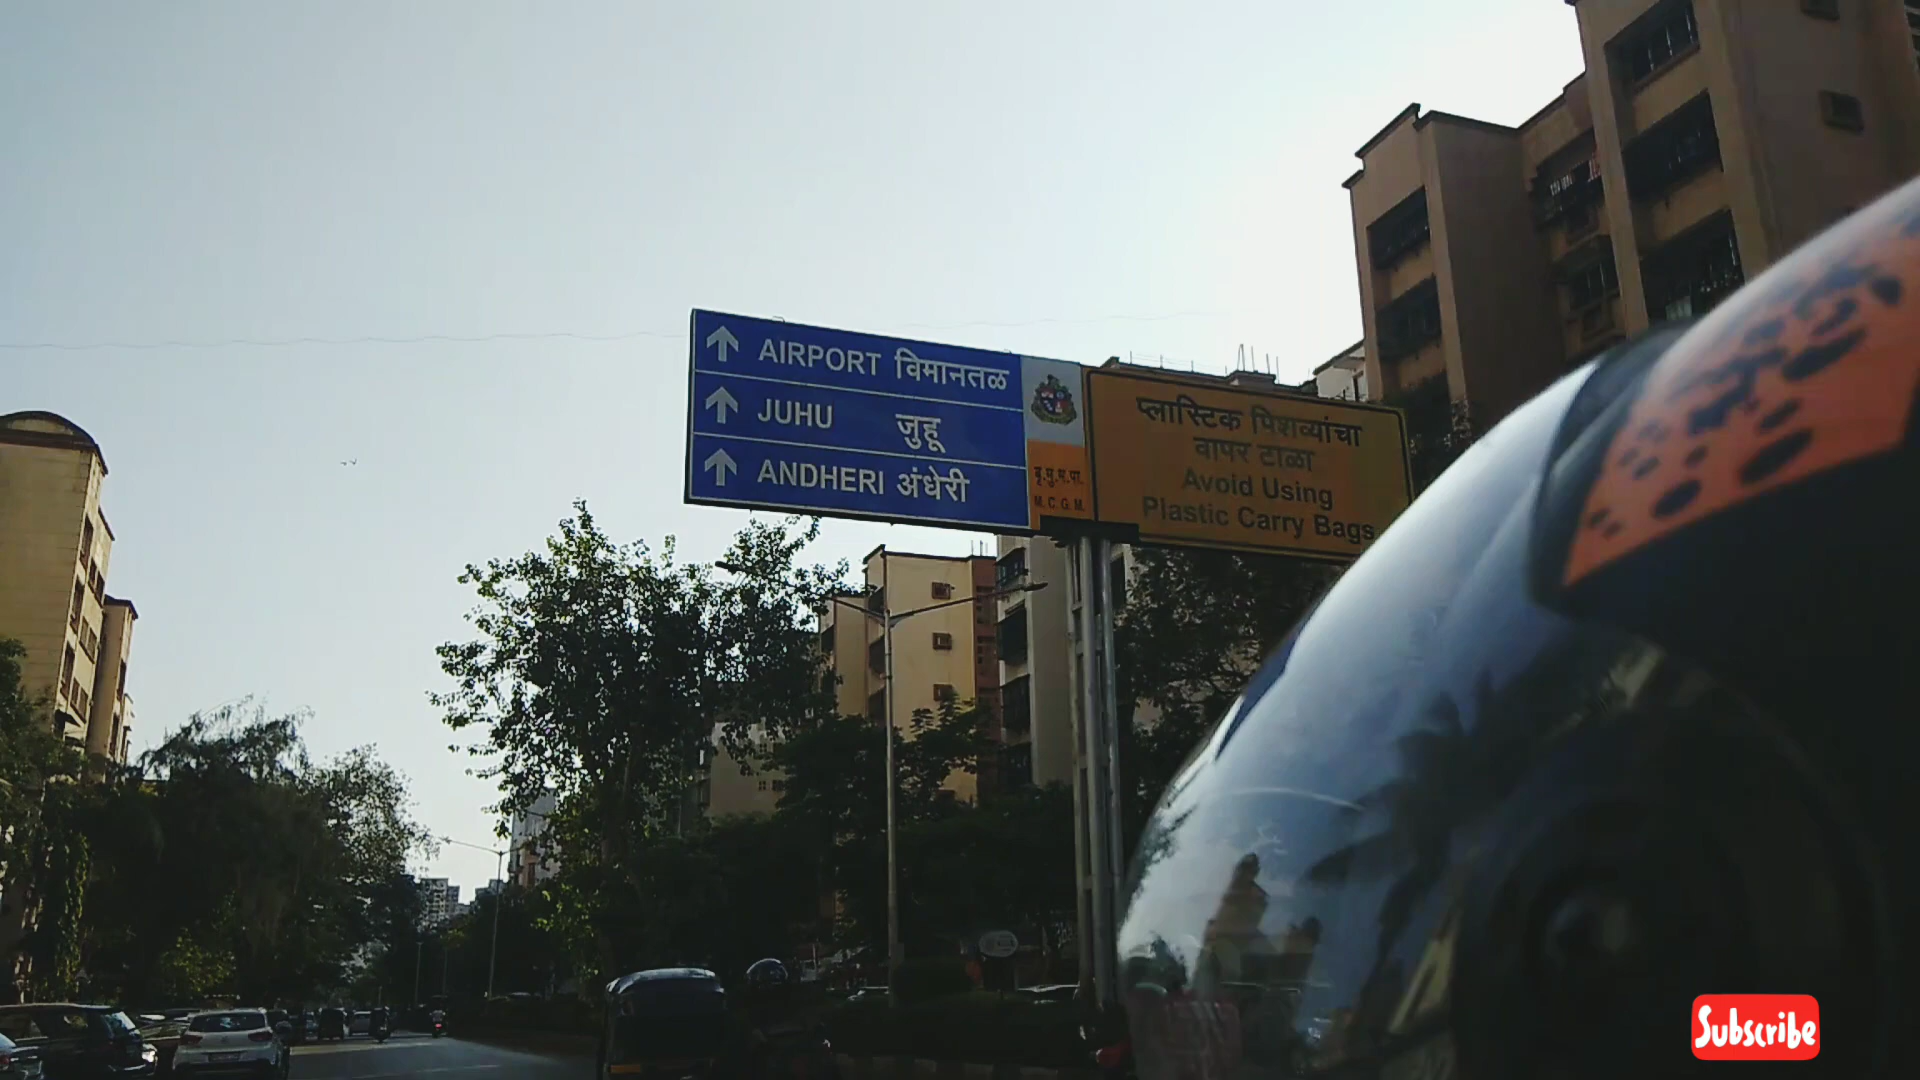 AIRPORT विमानतळ
JUHU जुहू
ANDHERI अंधेरी
बृ.मु.म.पा.
M.C.G.M.
प्लास्टिक पिशव्यांचा
वापर टाळा
Avoid Using
Plastic Carry Bags
Subscribe